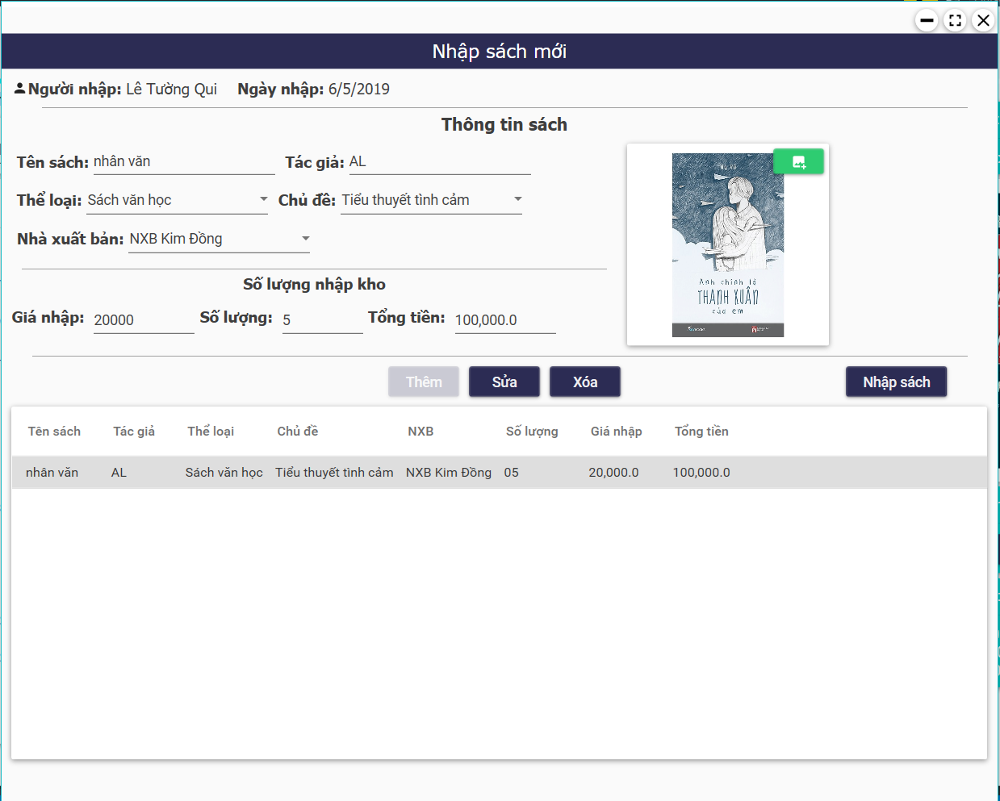 Nhập sách mới
Người nhập: Lê Tường Qui Ngày nhập: 6/5/2019
Thông tin sách
Tên sách: nhân văn Tác giả: AL
Thể loại: Sách văn học Chủ đề: Tiểu thuyết tình cảm
Nhà xuất bản: NXB Kim Đồng
Anh chính là
THANH XUÂN
của em
Số lượng nhập kho
Giá nhập: 20000 Số lượng: 5 Tổng tiền: 100,000.0
Thêm Sửa Xóa Nhập sách
Tên sách Tác giả Thể loại Chủ đề NXB Số lượng Giá nhập Tổng tiền
nhân văn AL Sách văn học Tiểu thuyết tình cảm NXB Kim Đồng 05 20,000.0 100,000.0